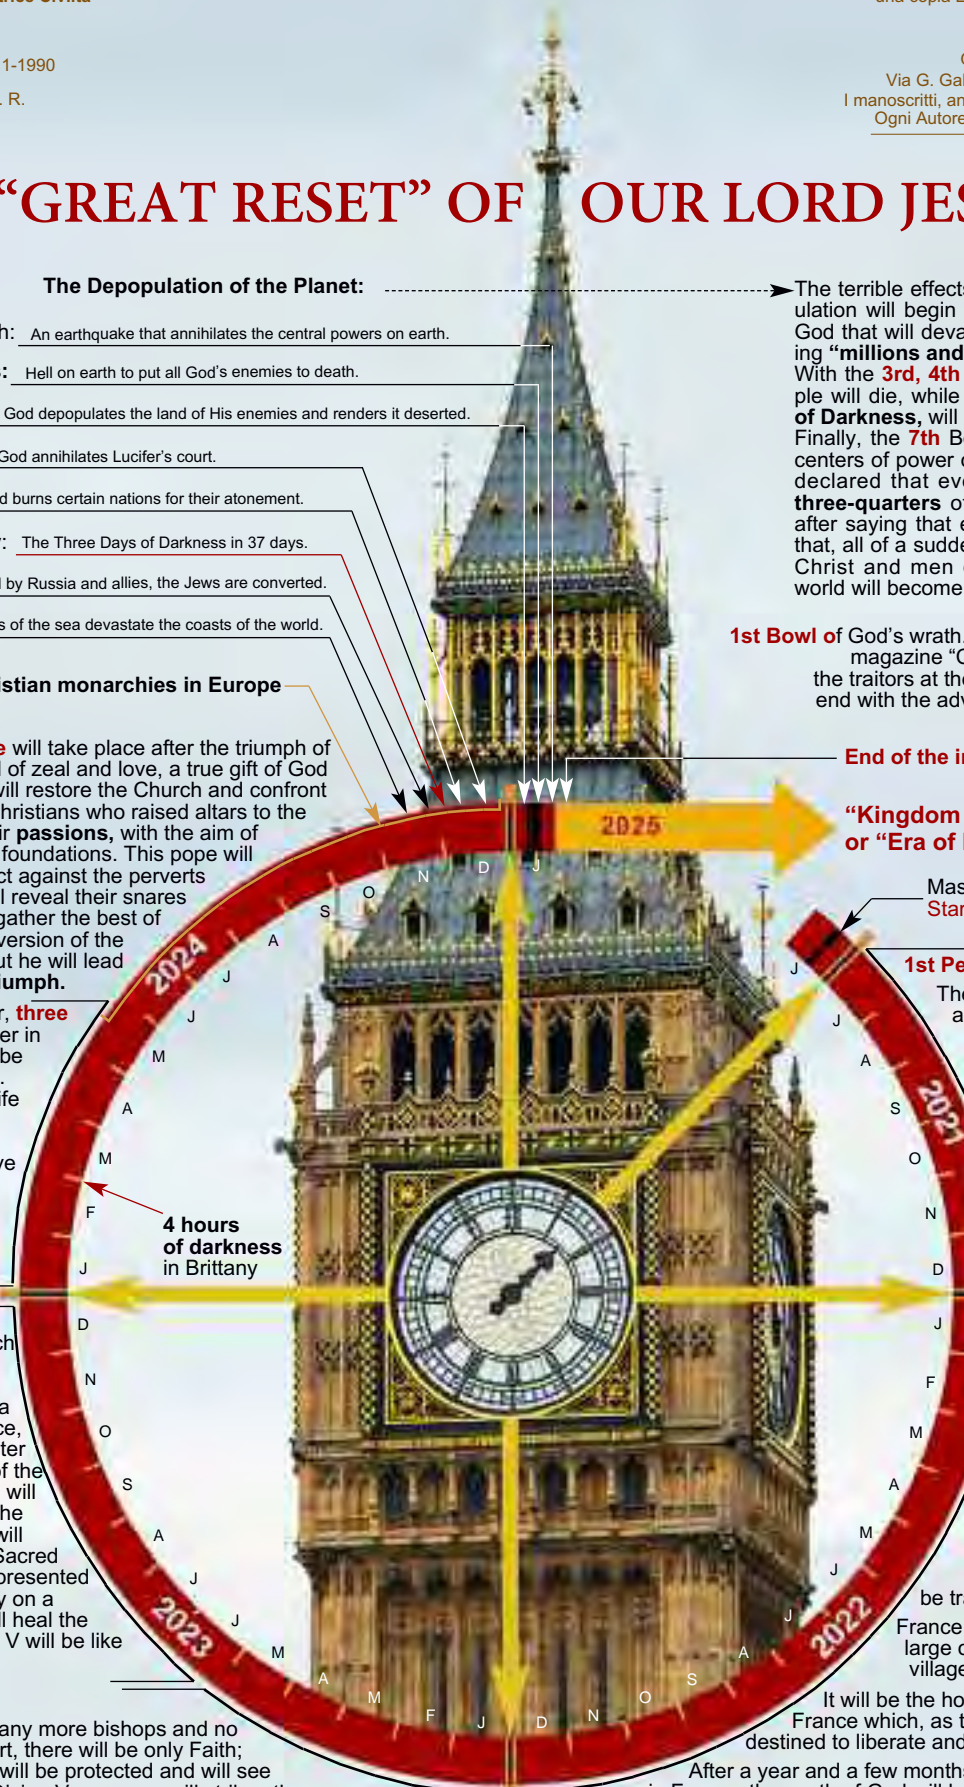 1-1990
. R.
Via G. Gal
I manoscritti, an
Ogni Autore
“GREAT RESET” OF OUR LORD JES
The Depopulation of the Planet:
h: An earthquake that annihilates the central powers on earth.
s: Hell on earth to put all God’s enemies to death.
God depopulates the land of His enemies and renders it deserted.
God annihilates Lucifer’s court.
d burns certain nations for their atonement.
y: The Three Days of Darkness in 37 days.
d by Russia and allies, the Jews are converted.
s of the sea devastate the coasts of the world.
istian monarchies in Europe
The terrible effects
ulation will begin
God that will deva
ing “millions and
With the 3rd, 4th
ple will die, while
of Darkness, will
Finally, the 7th B
centers of power o
declared that eve
three-quarters o
after saying that e
that, all of a sudde
Christ and men
world will become
1st Bowl of God’s wrath.
magazine “C
the traitors at the
end with the adv
End of the i
“Kingdom
or “Era of
Mas
Star
1st Pe
The
a
e will take place after the triumph of
d of zeal and love, a true gift of God
will restore the Church and confront
Christians who raised altars to the
ir passions, with the aim of
foundations. This pope will
ct against the perverts
l reveal their snares
gather the best of
version of the
ut he will lead
iumph.
r, three
er in
be
.
ife
ve
4 hours
of darkness
in Brittany
2025
2024
2021
2023
2022
J
J
A
S
O
N
D
J
F
M
A
M
J
J
A
S
O
N
D
J
F
M
A
M
J
J
A
S
O
N
D
J
F
M
A
M
J
J
A
S
O
N
D
J
ch
a
ce,
ter
of the
will
he
will
Sacred
presented
y on a
ll heal the
V will be like
any more bishops and no
rt, there will be only Faith;
will be protected and will see
be tra
France
large c
village
It will be the ho
France which, as t
destined to liberate and
After a year and a few months